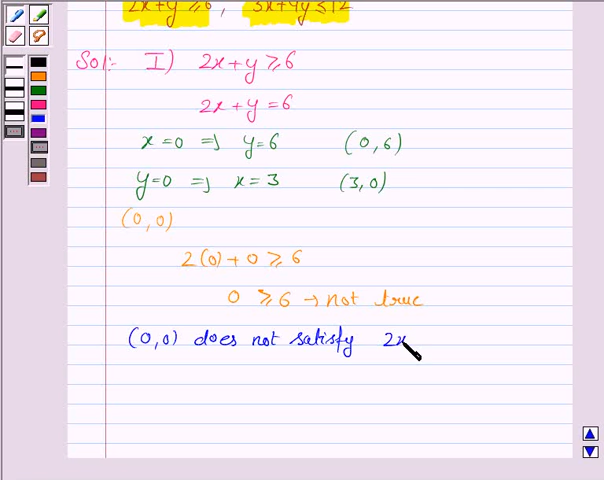 2x+y ≥ 6 , 3x+4y ≤ 12
Sol:- I) 2x+y ≥ 6
2x+y = 6
x=0 ⇒ y=6 (0,6)
y=0 ⇒ x=3 (3,0)
(0,0)
2(0)+0 ≥ 6
0 ≥ 6 → not true
(0,0) does not satisfy 2x